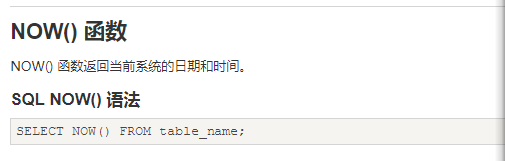 NOW() 函数
NOW() 函数返回当前系统的日期和时间。
SQL NOW() 语法
SELECT NOW() FROM table_name;